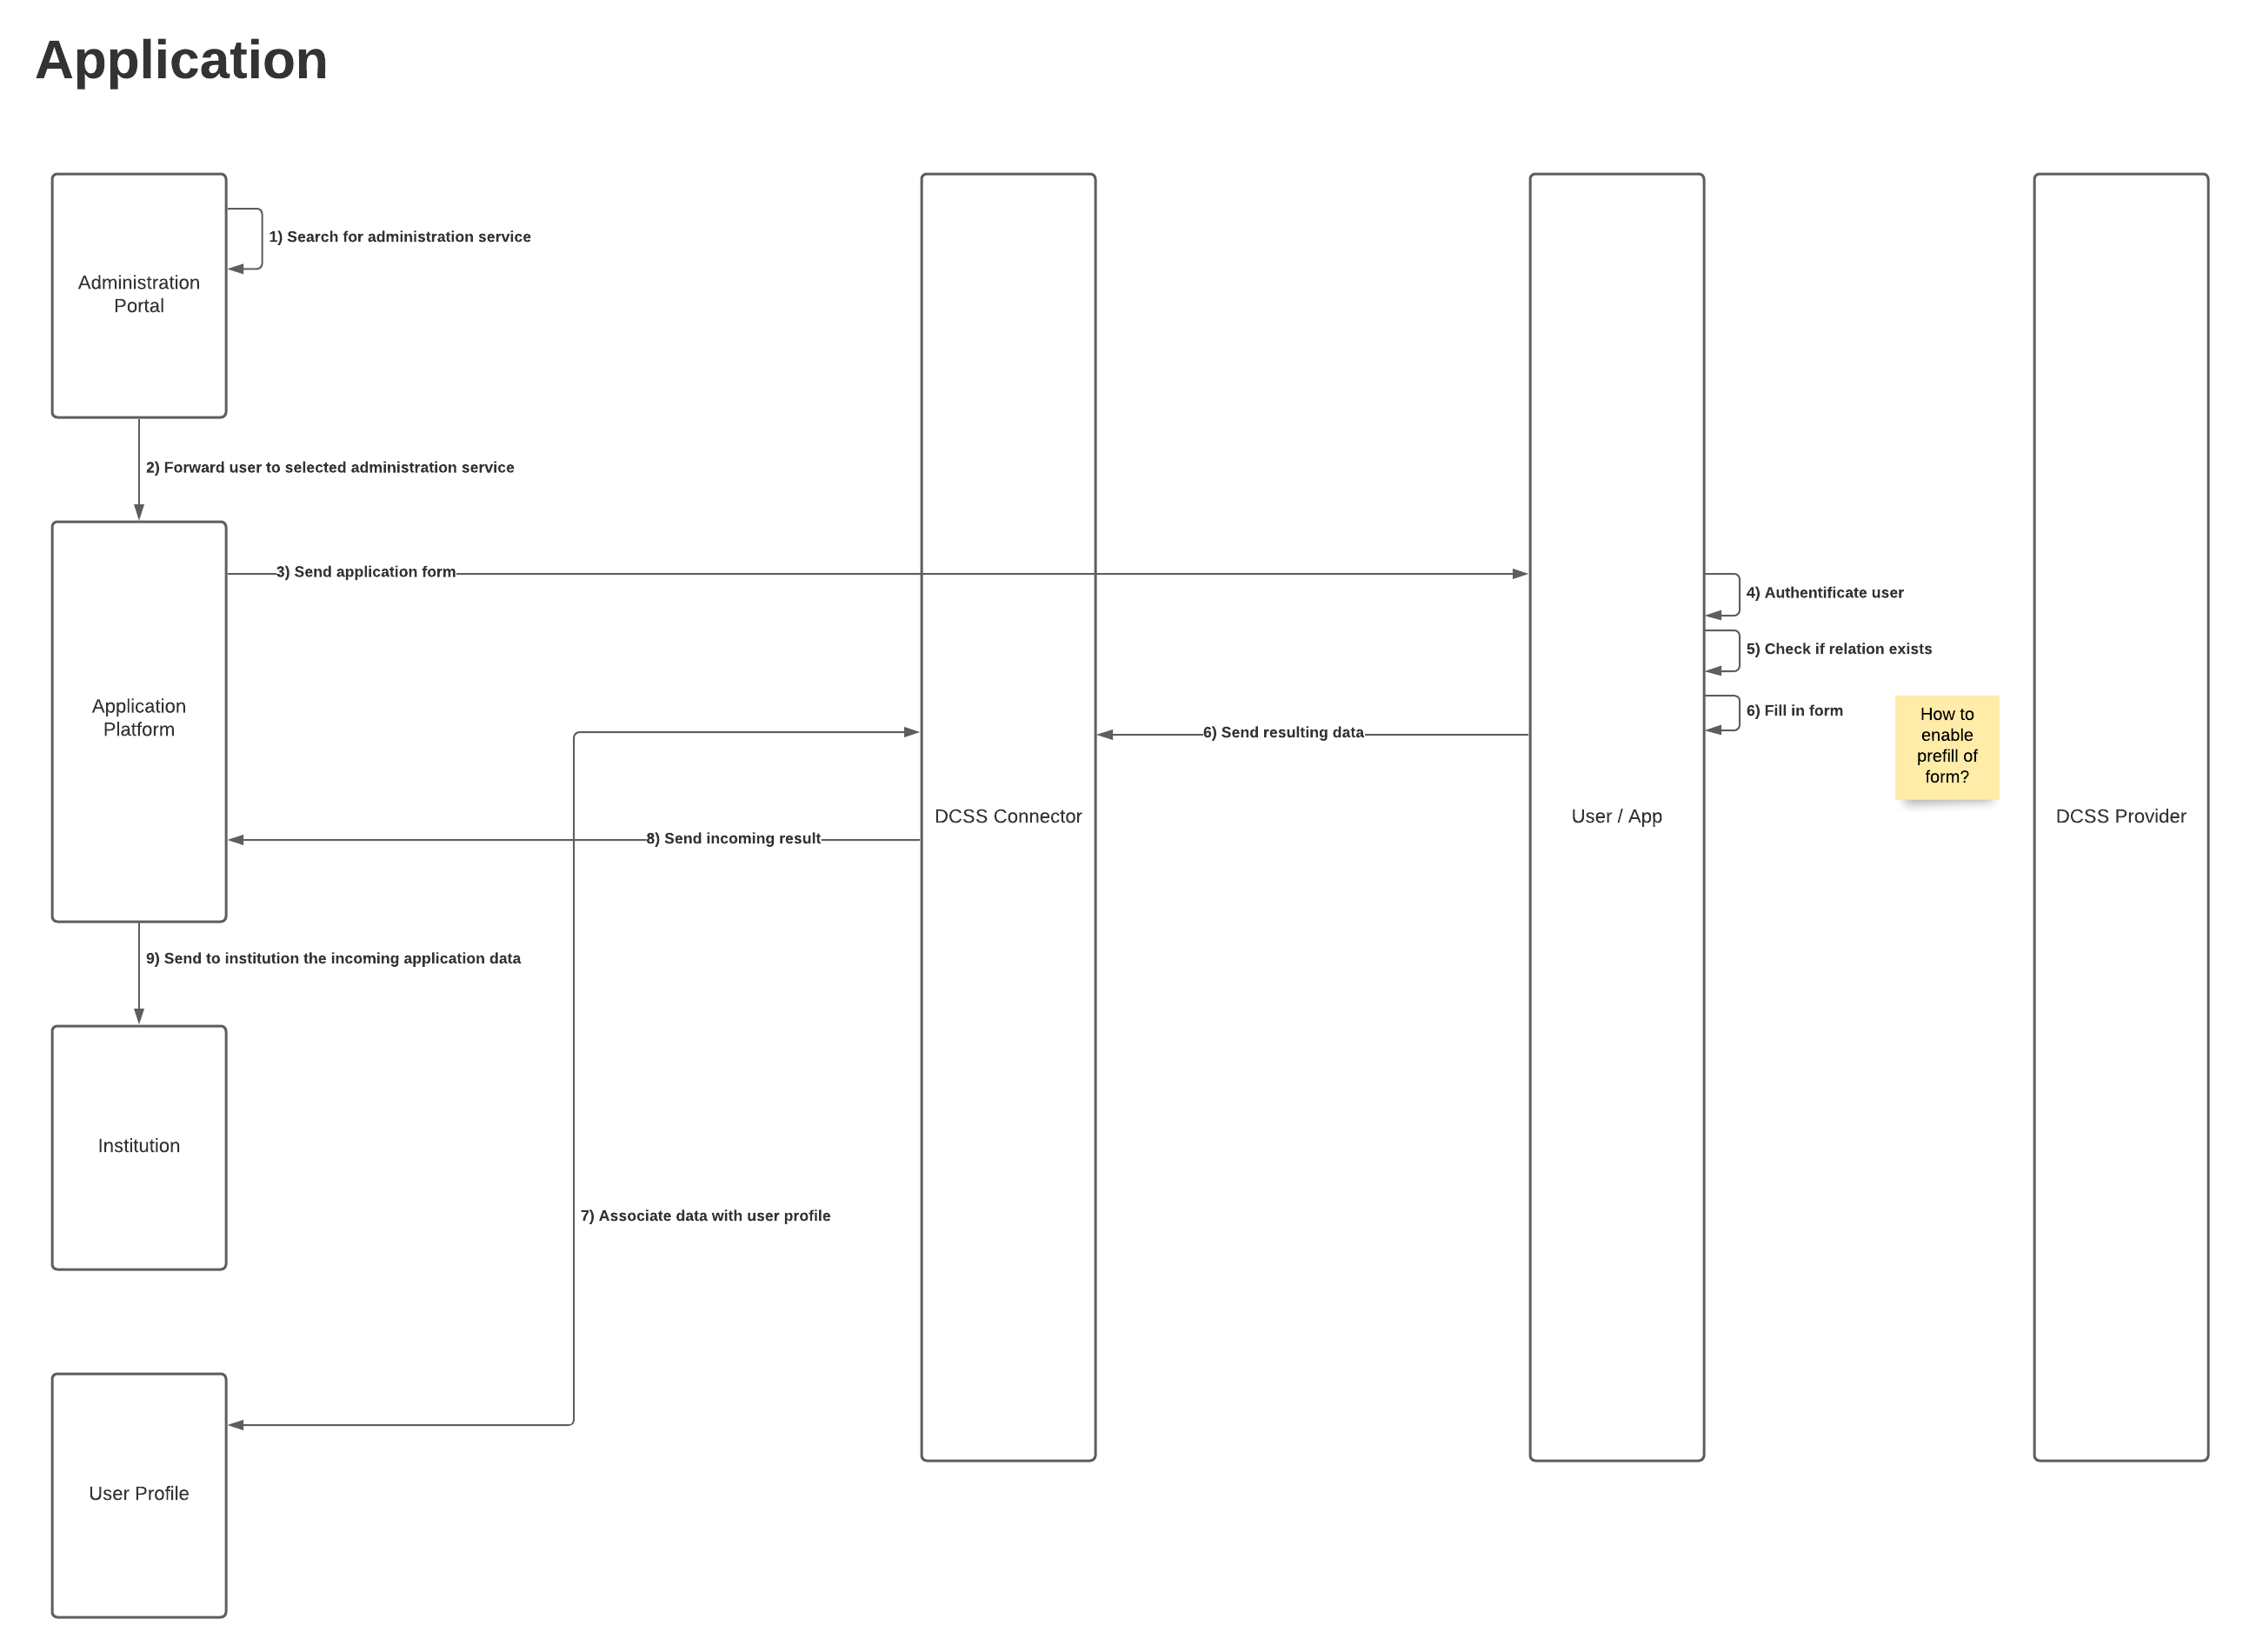 Application
1) Search for administration service
Administration
Portal
2) Forward user to selected administration service
3) Send application form
4) Authentificate user
5) Check if relation exists
6) Fill in form
How to
enable
prefill of
form?
Application
Platform
6) Send resulting data
DCSS Connector
User / App
DCSS Provider
8) Send incoming result
9) Send to institution the incoming application data
Institution
7) Associate data with user profile
User Profile